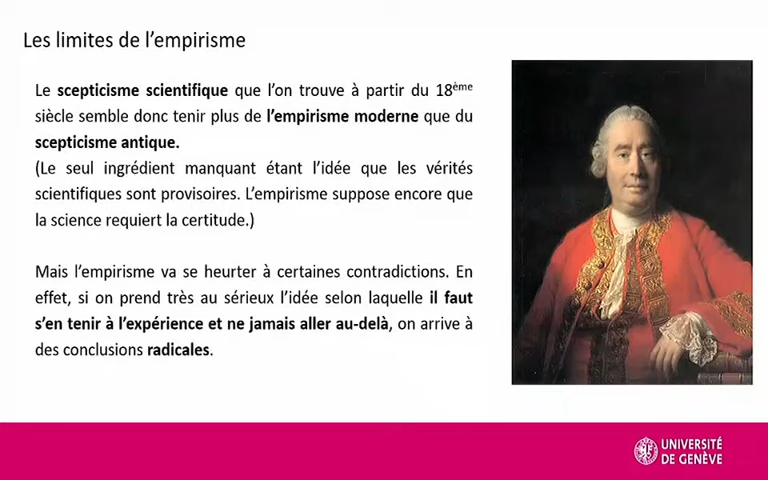 Les limites de l’empirisme
Le scepticisme scientifique que l’on trouve à partir du 18ème
siècle semble donc tenir plus de l’empirisme moderne que du
scepticisme antique.
(Le seul ingrédient manquant étant l’idée que les vérités
scientifiques sont provisoires. L’empirisme suppose encore que
la science requiert la certitude.)
Mais l’empirisme va se heurter à certaines contradictions. En
effet, si on prend très au sérieux l’idée selon laquelle il faut
s’en tenir à l’expérience et ne jamais aller au-delà, on arrive à
des conclusions radicales.
UNIVERSITÉ
DE GENÈVE